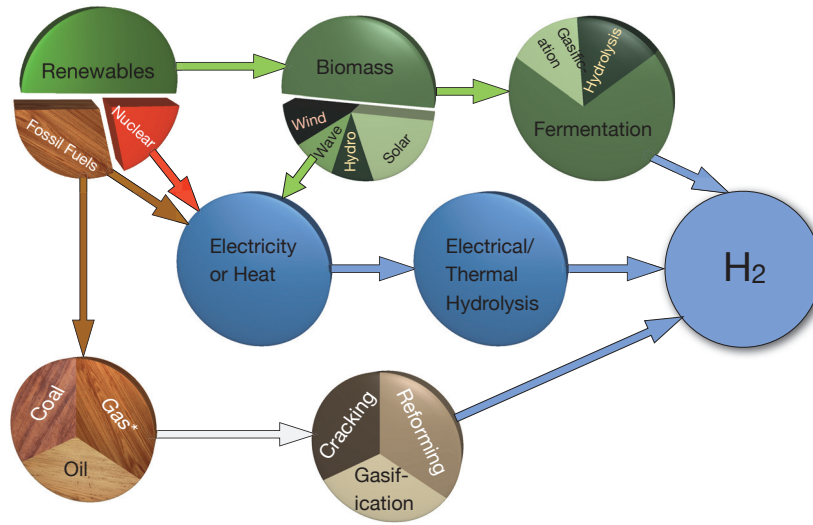 Renewables
Fossil Fuels
Nuclear
Biomass
Wind
Wave
Hydro
Solar
Gasific-
ation
Hydrolysis
Fermentation
Electricity
or Heat
Electrical/
Thermal
Hydrolysis
H₂
Coal
Gas*
Oil
Cracking
Reforming
Gasif-
ication